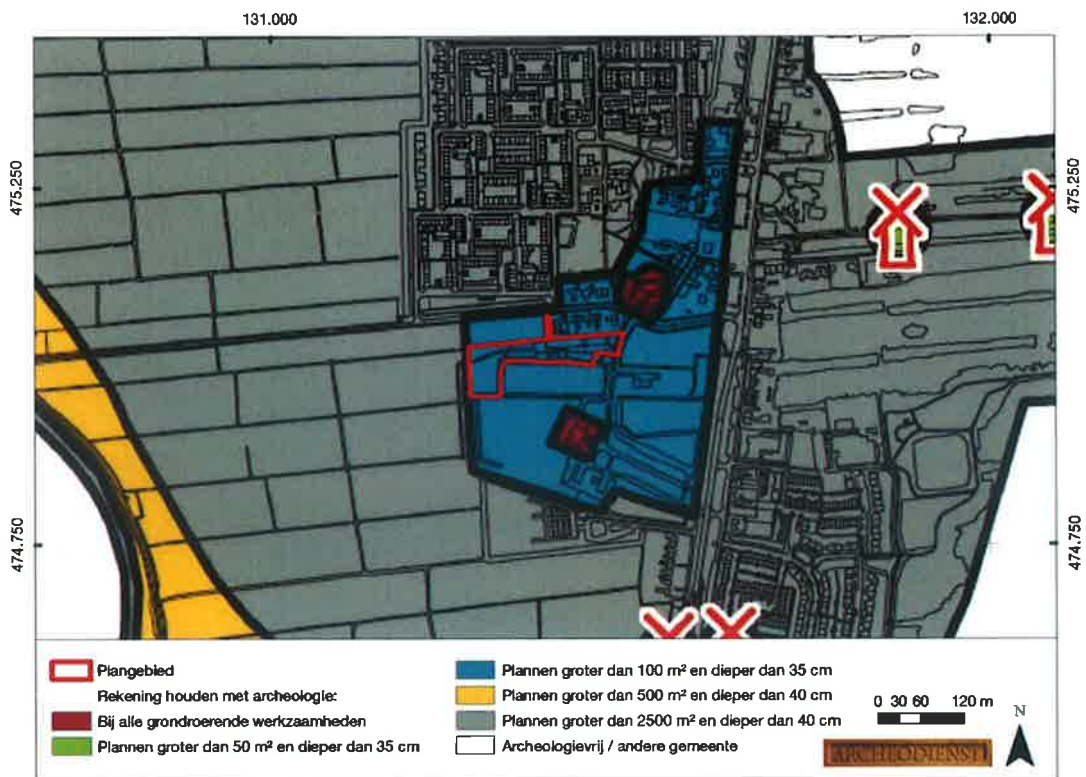 131.000
132.000
475.250
475.250
474.750
474.750
Plangebied
Rekening houden met archeologie:
Bij alle grondroerende werkzaamheden
Plannen groter dan 50 m² en dieper dan 35 cm
Plannen groter dan 100 m² en dieper dan 35 cm
Plannen groter dan 500 m² en dieper dan 40 cm
Plannen groter dan 2500 m² en dieper dan 40 cm
Archeologievrij / andere gemeente
0 30 60 120 m
N
ARCHEODIENST